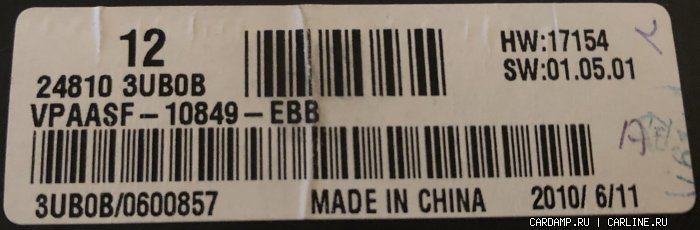 12
24810 3UB0B
VPAASF-10849-EBB
HW:17154
SW:01.05.01
3UB0B/0600857 MADE IN CHINA 2010/ 6/11
CARDAMP.RU | CARLINE.RU